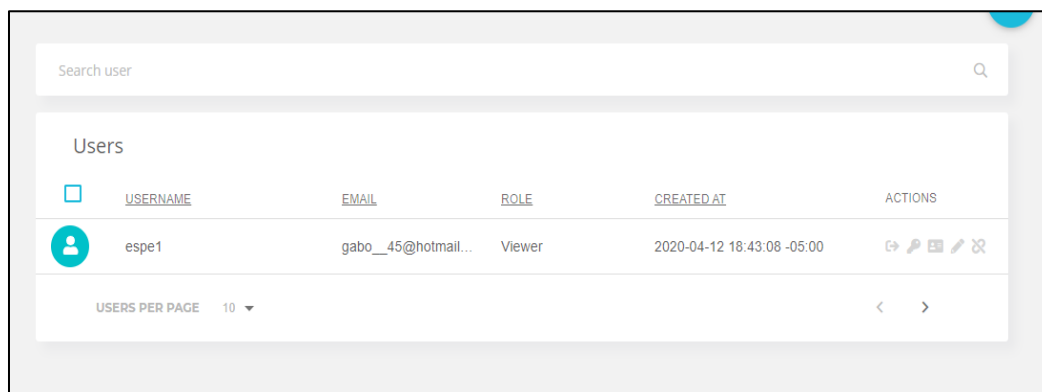 Search user
Users
USERNAME EMAIL ROLE CREATED AT ACTIONS
espe1 gabo__45@hotmail... Viewer 2020-04-12 18:43:08 -05:00
USERS PER PAGE 10